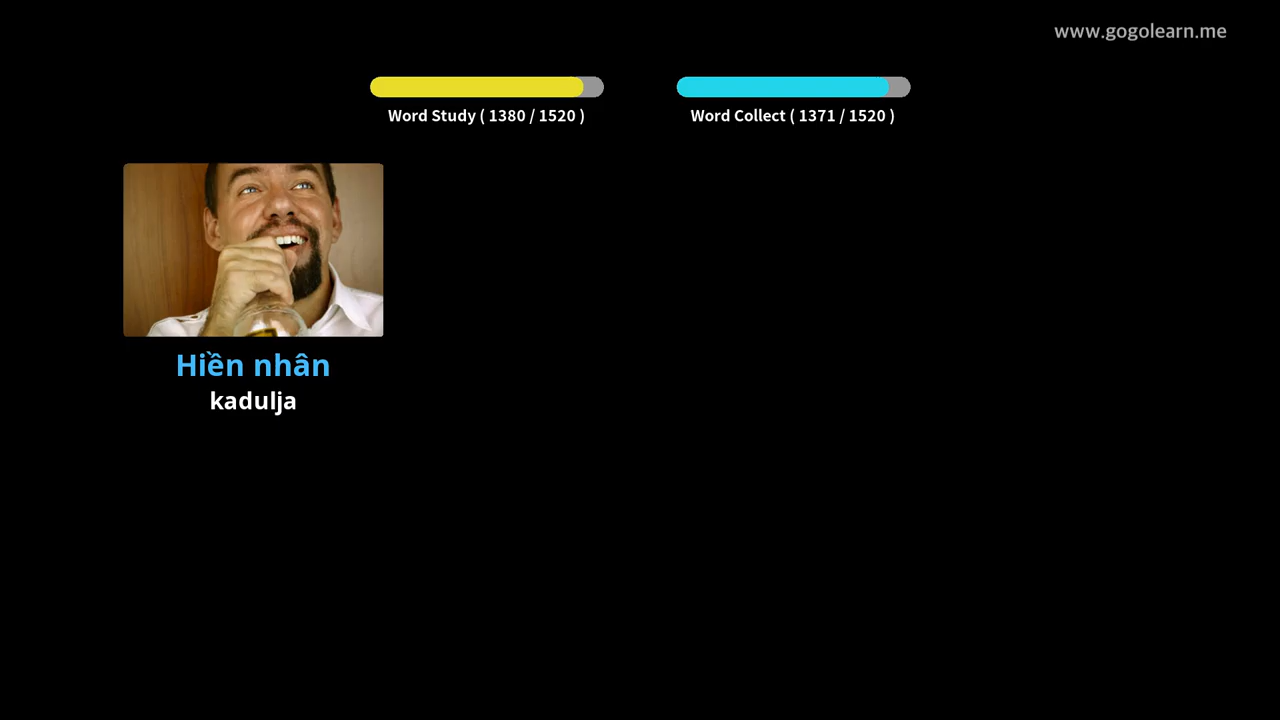 www.gogolearn.me
Word Study ( 1380 / 1520 )
Word Collect ( 1371 / 1520 )
Hiền nhân
kadulja